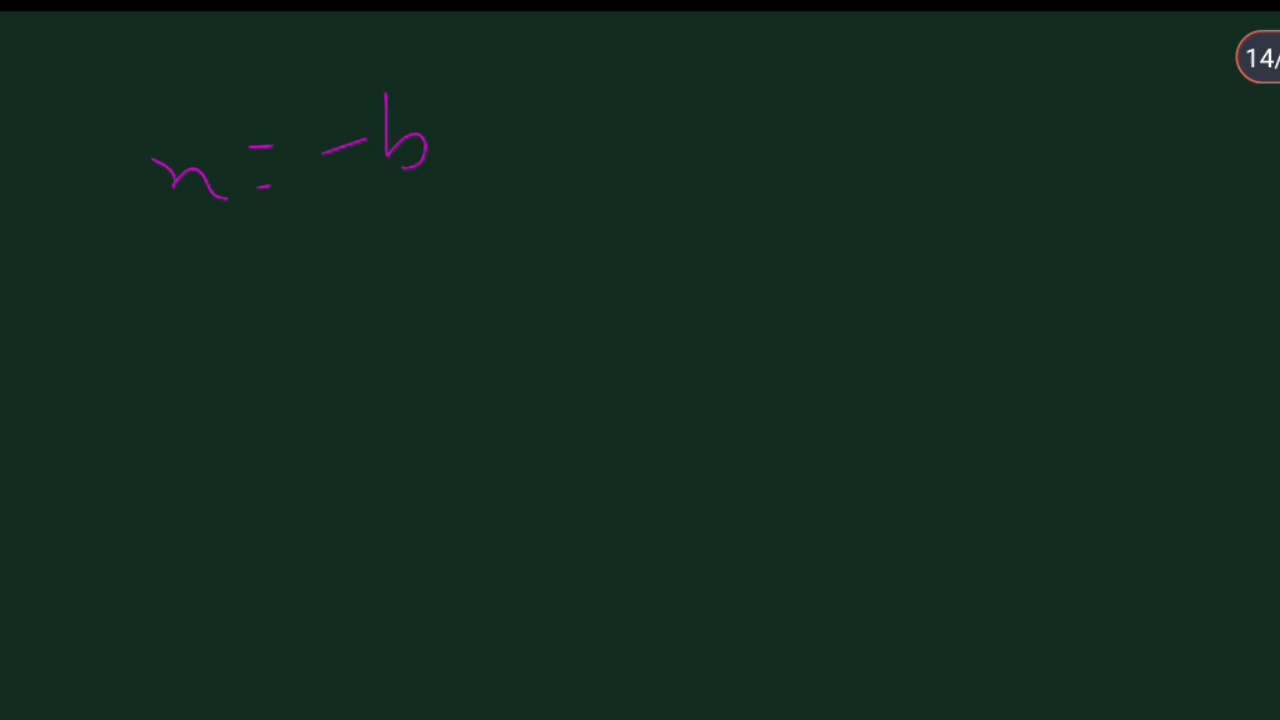 14/
n = -b